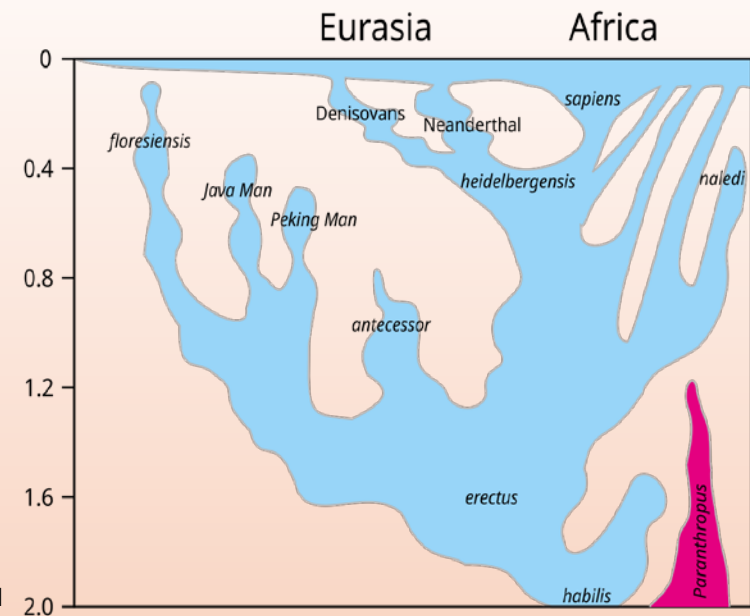 Eurasia Africa
0
sapiens
Denisovans
Neanderthal
floresiensis
0.4
heidelbergensis
naledi
Java Man
Peking Man
0.8
antecessor
1.2
1.6
erectus
Paranthropus
habilis
2.0